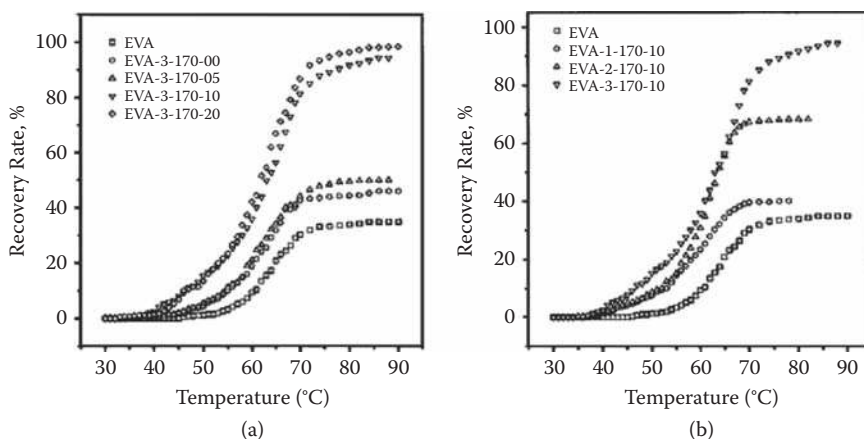 100
80
60
40
20
0
Recovery Rate, %
EVA
EVA-3-170-00
EVA-3-170-05
EVA-3-170-10
EVA-3-170-20
30 40 50 60 70 80 90
Temperature (°C)
(a)
100
80
60
40
20
0
Recovery Rate, %
EVA
EVA-1-170-10
EVA-2-170-10
EVA-3-170-10
30 40 50 60 70 80 90
Temperature (°C)
(b)